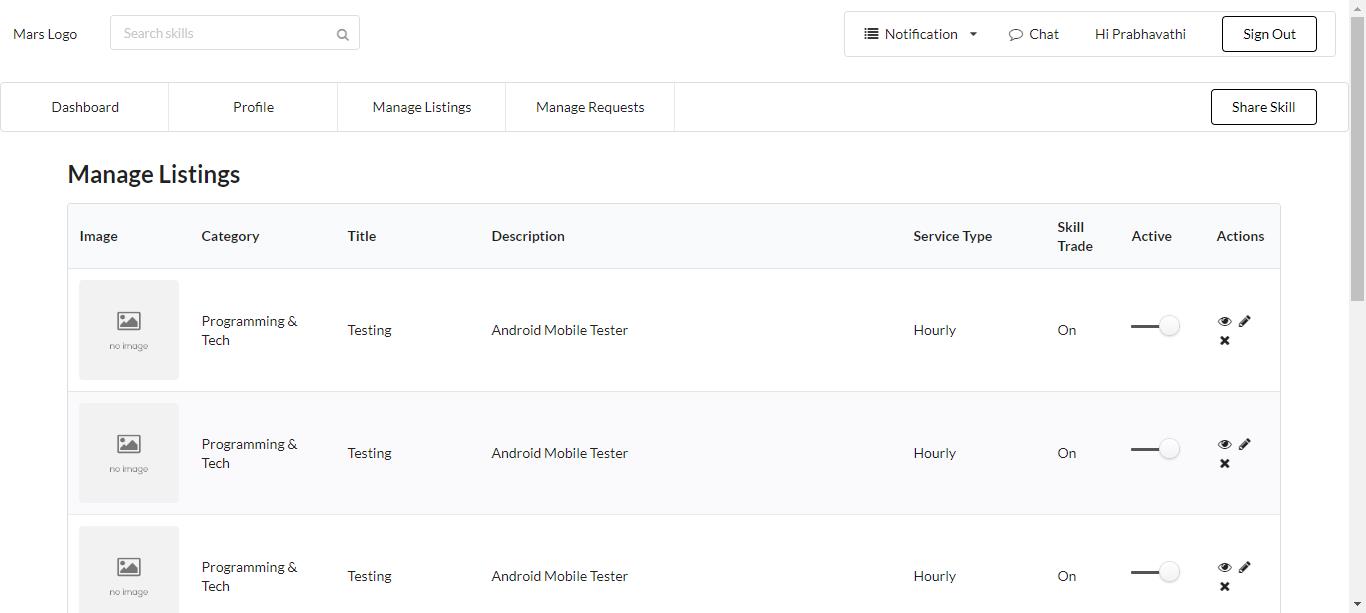 Mars Logo
Search skills
Notification
Chat
Hi Prabhavathi
Sign Out
Dashboard
Profile
Manage Listings
Manage Requests
Share Skill
Manage Listings
Image
Category
Title
Description
Service Type
Skill
Trade
Active
Actions
no image
Programming &
Tech
Testing
Android Mobile Tester
Hourly
On
no image
Programming &
Tech
Testing
Android Mobile Tester
Hourly
On
no image
Programming &
Tech
Testing
Android Mobile Tester
Hourly
On